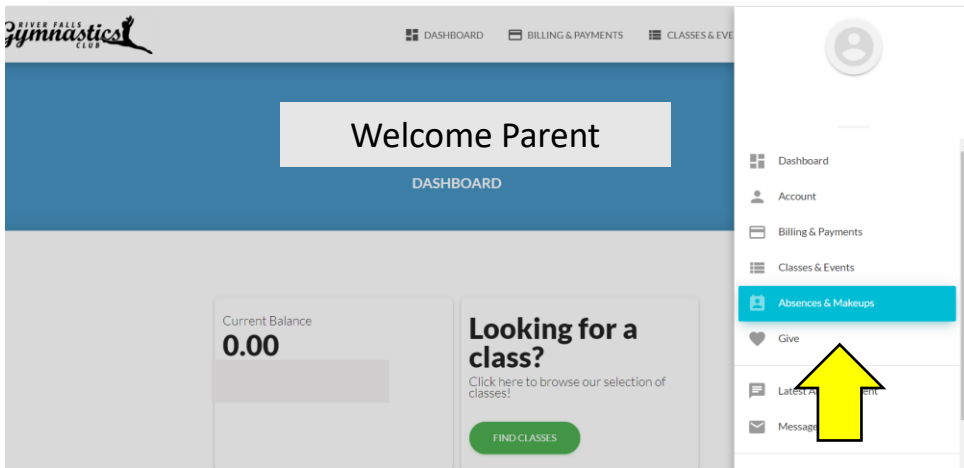 RIVER FALLS
Gymnastics
CLUB
DASHBOARD
BILLING & PAYMENTS
CLASSES & EVE
Welcome Parent
DASHBOARD
Current Balance
0.00
Looking for a
class?
Click here to browse our selection of
classes!
FIND CLASSES
Dashboard
Account
Billing & Payments
Classes & Events
Absences & Makeups
Give
Latest A
ent
Message